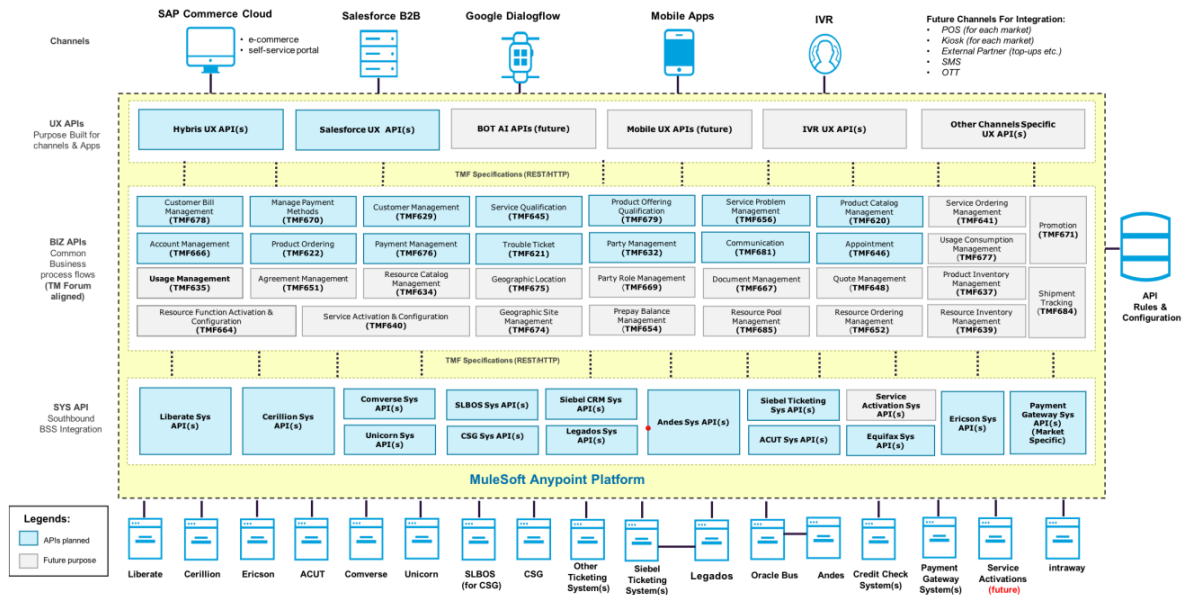 SAP Commerce Cloud
Salesforce B2B
Google Dialogflow
Mobile Apps
IVR
Channels
• e-commerce
• self-service portal
Future Channels For Integration:
• POS (for each market)
• Kiosk (for each market)
• External Partner (top-ups etc.)
• SMS
• OTT
UX APIs
Purpose Built for
channels & Apps
Hybris UX API(s)
Salesforce UX API(s)
BOT AI APIs (future)
Mobile UX APIs (future)
IVR UX API(s)
Other Channels Specific
UX API(s)
TMF Specifications (REST/HTTP)
BIZ APIs
Common
Business
process flows
(TM Forum
aligned)
Customer Bill
Management
(TMF678)
Manage Payment
Methods
(TMF670)
Customer Management
(TMF629)
Service Qualification
(TMF645)
Product Offering
Qualification
(TMF679)
Service Problem
Management
(TMF656)
Product Catalog
Management
(TMF620)
Service Ordering
Management
(TMF641)
Promotion
(TMF671)
Account Management
(TMF666)
Product Ordering
(TMF622)
Payment Management
(TMF676)
Trouble Ticket
(TMF621)
Party Management
(TMF632)
Communication
(TMF681)
Appointment
(TMF646)
Usage Consumption
Management
(TMF677)
Usage Management
(TMF635)
Agreement Management
(TMF651)
Resource Catalog
Management
(TMF634)
Geographic Location
(TMF675)
Party Role Management
(TMF669)
Document Management
(TMF667)
Quote Management
(TMF648)
Product Inventory
Management
(TMF637)
Shipment
Tracking
(TMF684)
Resource Function Activation &
Configuration
(TMF664)
Service Activation & Configuration
(TMF640)
Geographic Site
Management
(TMF674)
Prepay Balance
Management
(TMF654)
Resource Pool
Management
(TMF685)
Resource Ordering
Management
(TMF652)
Resource Inventory
Management
(TMF639)
API
Rules &
Configuration
TMF Specifications (REST/HTTP)
SYS API
Southbound
BSS Integration
Liberate Sys
API(s)
Cerillion Sys
API(s)
Comverse Sys
API(s)
Unicorn Sys
API(s)
SLBOS Sys API(s)
CSG Sys API(s)
Siebel CRM Sys
API(s)
Legados Sys
API(s)
Andes Sys API(s)
Siebel Ticketing
Sys API(s)
ACUT Sys API(s)
Service
Activation Sys
API(s)
Equifax Sys
API(s)
Ericson Sys
API(s)
Payment
Gateway Sys
API(s)
(Market
Specific)
MuleSoft Anypoint Platform
Legends:
APIs planned
Future purpose
Liberate
Cerillion
Ericson
ACUT
Comverse
Unicorn
SLBOS
(for CSG)
CSG
Other
Ticketing
System(s)
Siebel
Ticketing
System(s)
Legados
Oracle Bus
Andes
Credit Check
System(s)
Payment
Gateway
System(s)
Service
Activations
(future)
intraway